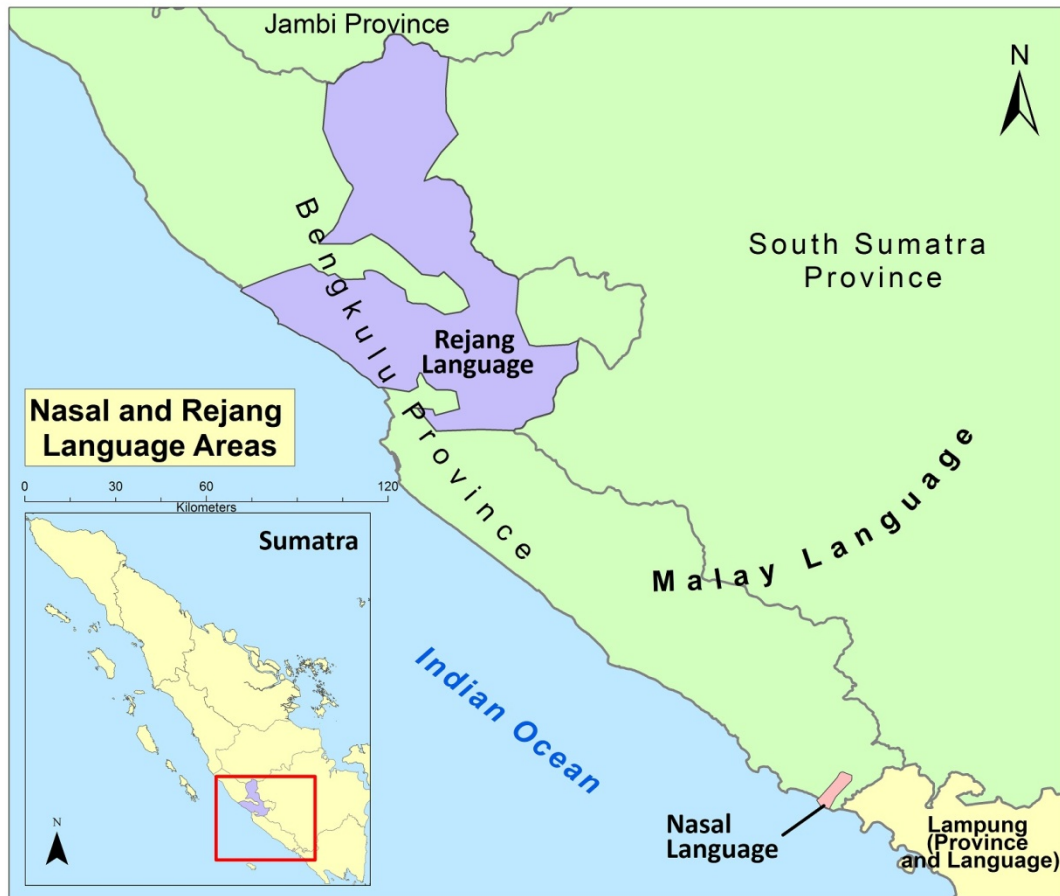 Jambi Province
N
Bengkulu Province
South Sumatra
Province
Rejang
Language
Nasal and Rejang
Language Areas
0 30 60 120
Kilometers
Malay Language
Sumatra
Indian Ocean
Nasal
Language
Lampung
(Province
and Language)
N